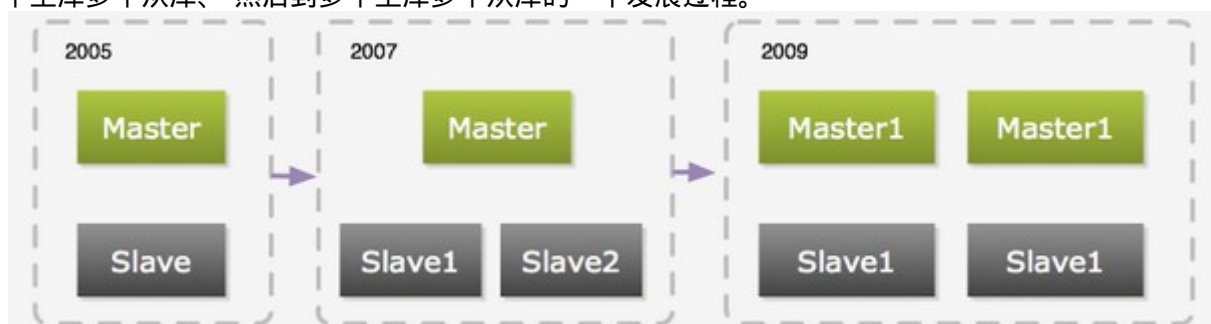 个主库多个从库、 然后到多个主库多个从库的一个发展过程。
2005 2007 2009
Master Master Master1 Master1
Slave Slave1 Slave2 Slave1 Slave1